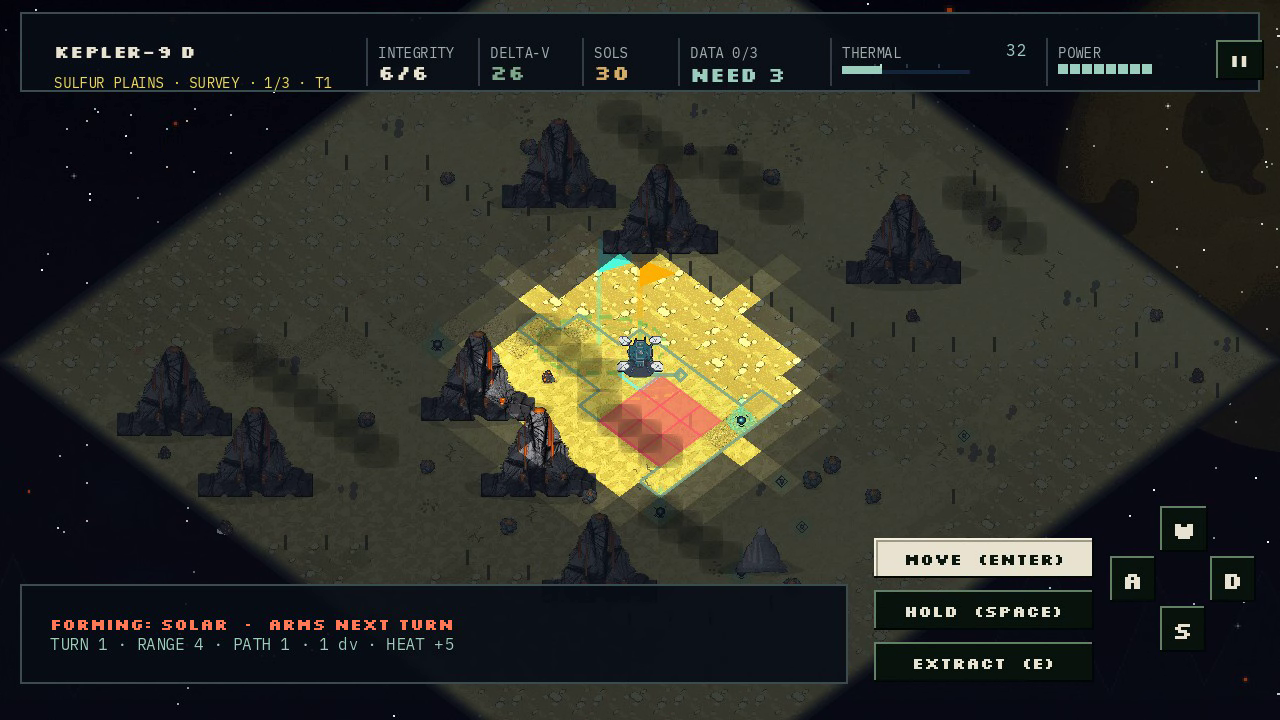 KEPLER-9 D
SULFUR PLAINS · SURVEY · 1/3 · T1
INTEGRITY
6/6
DELTA-V
26
SOLS
30
DATA 0/3
NEED 3
THERMAL
32
POWER
MOVE (ENTER)
HOLD (SPACE)
EXTRACT (E)
W
A
D
S
FORMING: SOLAR - ARMS NEXT TURN
TURN 1 · RANGE 4 · PATH 1 · 1 dv · HEAT +5